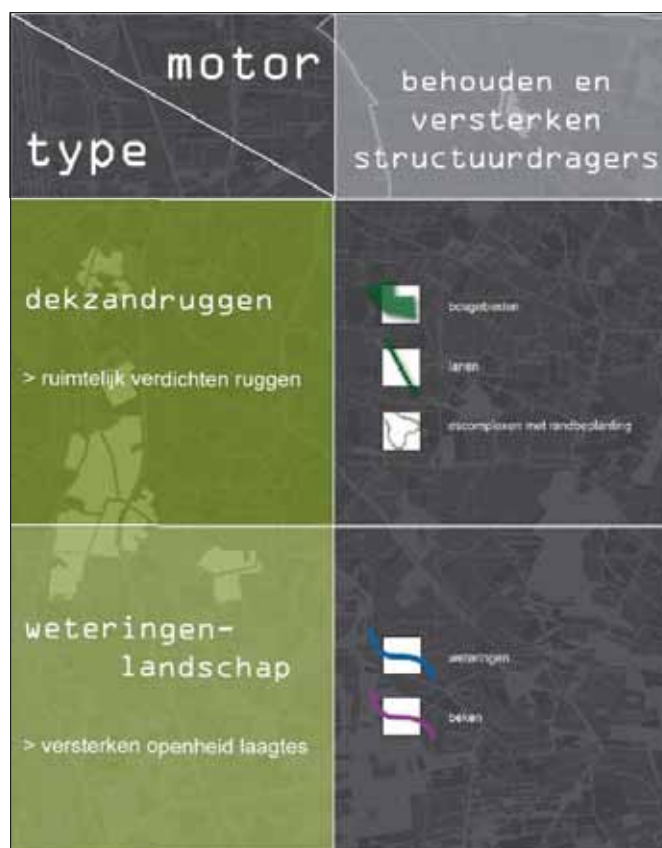 motor
type
behouden en
versterken
structuurdragers
dekzandruggen
> ruimtelijk verdichten ruggen
bosgebieden
lanen
escomplexen met randbeplanting
weteringen-
landschap
> versterken openheid laagtes
weteringen
beken